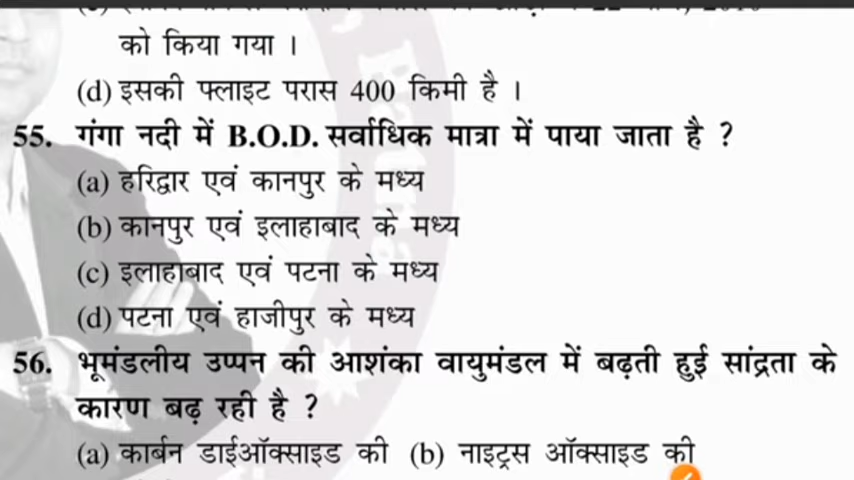 को किया गया ।
(d) इसकी फ्लाइट परास 400 किमी है ।
55. गंगा नदी में B.O.D. सर्वाधिक मात्रा में पाया जाता है ?
(a) हरिद्वार एवं कानपुर के मध्य
(b) कानपुर एवं इलाहाबाद के मध्य
(c) इलाहाबाद एवं पटना के मध्य
(d) पटना एवं हाजीपुर के मध्य
56. भूमंडलीय उष्पन की आशंका वायुमंडल में बढ़ती हुई सांद्रता के
कारण बढ़ रही है ?
(a) कार्बन डाईऑक्साइड की (b) नाइट्रस ऑक्साइड की